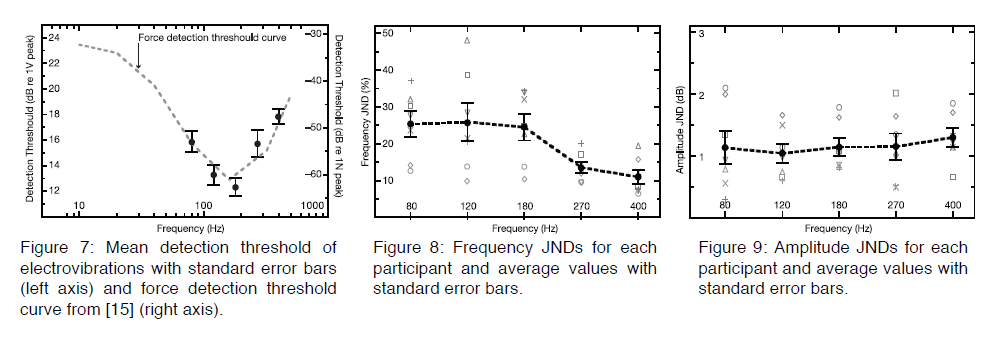 Detection Threshould (dB re 1V peak)
24
22
20
18
16
14
12
Force detection threshould curve
-30
-40
-50
-60
Detection Threshold (dB re 1N peak)
10
100
1000
Frequency (Hz)
Figure 7: Mean detection threshold of
electrovibrations with standard error bars
(left axis) and force detection threshold
curve from [15] (right axis).
Frequency JND (%)
50
40
30
20
10
80
120
180
270
400
Frequency (Hz)
Figure 8: Frequency JNDs for each
participant and average values with
standard error bars.
Amplitude JND (dB)
3
2
1
80
120
180
270
400
Frequency (Hz)
Figure 9: Amplitude JNDs for each
participant and average values with
standard error bars.